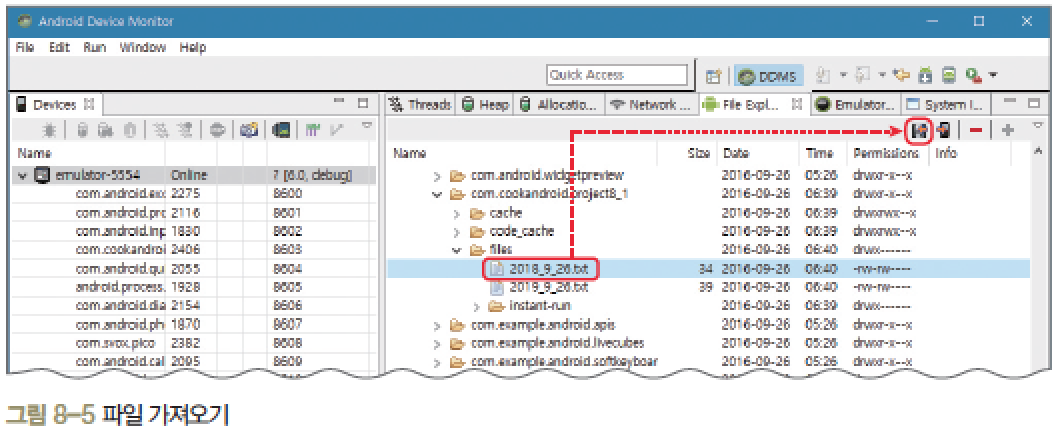 Android Device Monitor
File Edit Run Window Help
Quick Access
DDMS
Devices
Name
emulator-5554 Online ? [6.0, debug]
com.android.exc 2275 8600
com.android.prc 2116 8601
com.android.inp 1830 8602
com.cookandroi 2406 8603
com.android.qui 2055 8604
android.process. 1928 8605
com.android.dia 2154 8606
com.android.ph 1870 8607
com.svox.pico 2382 8608
com.android.cal 2095 8609
Threads Heap Allocatio... Network ... File Expl... Emulator... System I...
Name Size Date Time Permissions Info
com.android.widgetpreview 2016-09-26 05:26 drwxr-x--x
com.cookandroid.project8_1 2016-09-26 06:39 drwxr-x--x
cache 2016-09-26 06:39 drwxrwx--x
code_cache 2016-09-26 06:39 drwxrwx--x
files 2016-09-26 06:40 drwx------
2018_9_26.txt 34 2016-09-26 06:40 -rw-rw----
2019_9_26.txt 39 2016-09-26 06:40 -rw-rw----
instant-run 2016-09-26 06:39 drwx------
com.example.android.apis 2016-09-26 05:26 drwxr-x--x
com.example.android.livecubes 2016-09-26 05:26 drwxr-x--x
com.example.android.softkeyboar 2016-09-26 05:26 drwxr-x--x
그림 8-5 파일 가져오기